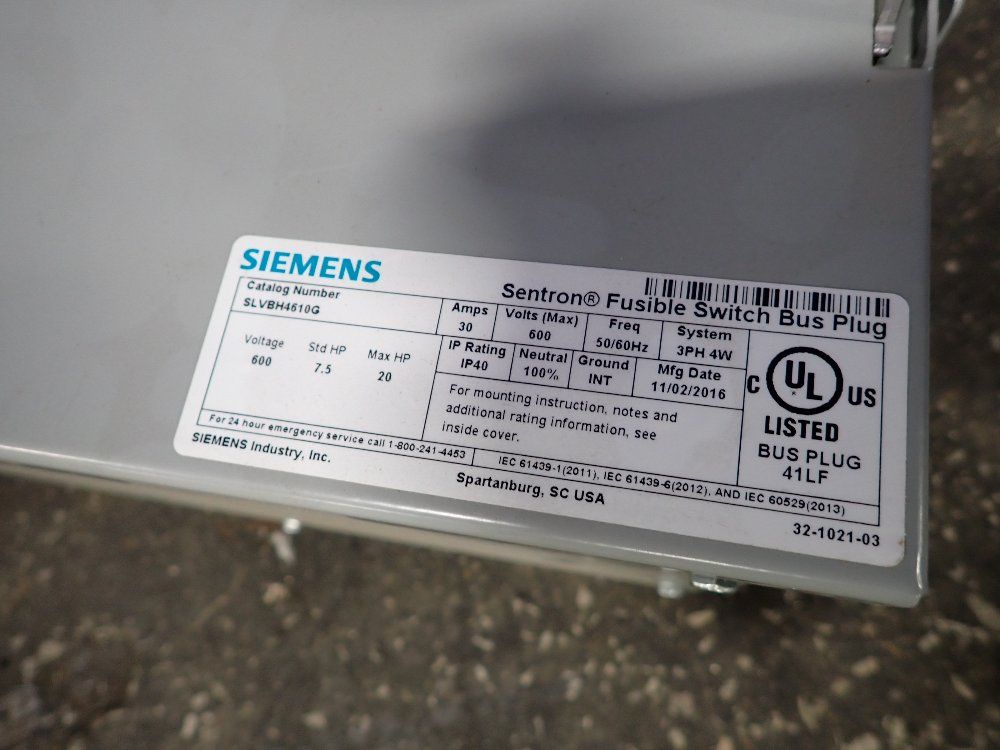 SIEMENS
Sentron® Fusible Switch Bus Plug
Catalog Number
SLVBH4610G
Amps
30
Volts (Max)
600
Freq
50/60Hz
System
3PH 4W
Voltage
600
Std HP
7.5
Max HP
20
IP Rating
IP40
Neutral
100%
Ground
INT
Mfg Date
11/02/2016
For mounting instruction, notes and
additional rating information, see
inside cover.
C UL US
LISTED
BUS PLUG
41LF
For 24 hour emergency service call 1-800-241-4453
IEC 61439-1(2011), IEC 61439-6(2012), AND IEC 60529(2013)
SIEMENS Industry, Inc.
Spartanburg, SC USA
32-1021-03